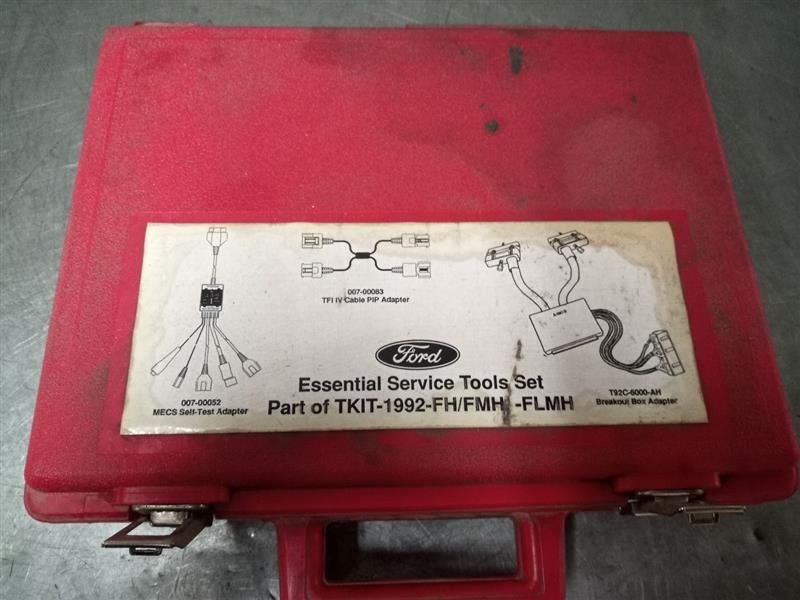 007-00083
TFI IV Cable PIP Adapter
007-00052
MECS Self-Test Adapter
Ford
Essential Service Tools Set
Part of TKIT-1992-FH/FMH -FLMH
T92C-6000-AH
Breakout Box Adapter